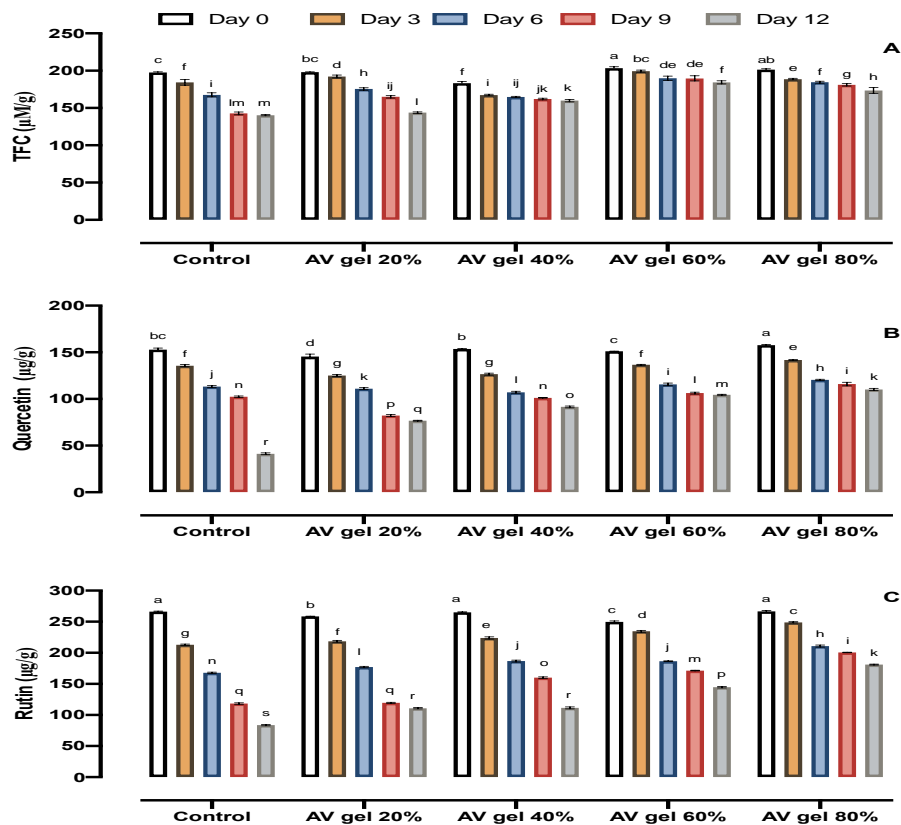 Day 0 Day 3 Day 6 Day 9 Day 12
A
TFC (µM/g)
250
200
150
100
50
0
c f i lm m
bc d h ij l
f i ij jk k
a bc de de f
ab e f g h
Control AV gel 20% AV gel 40% AV gel 60% AV gel 80%
B
Quercetin (µg/g)
200
150
100
50
0
bc f j n r
d g k p q
b g l n o
c f i l m
a e h i k
Control AV gel 20% AV gel 40% AV gel 60% AV gel 80%
C
Rutin (µg/g)
300
250
200
150
100
50
0
a g n q s
b f l q r
a e j o r
c d j m p
a c h i k
Control AV gel 20% AV gel 40% AV gel 60% AV gel 80%